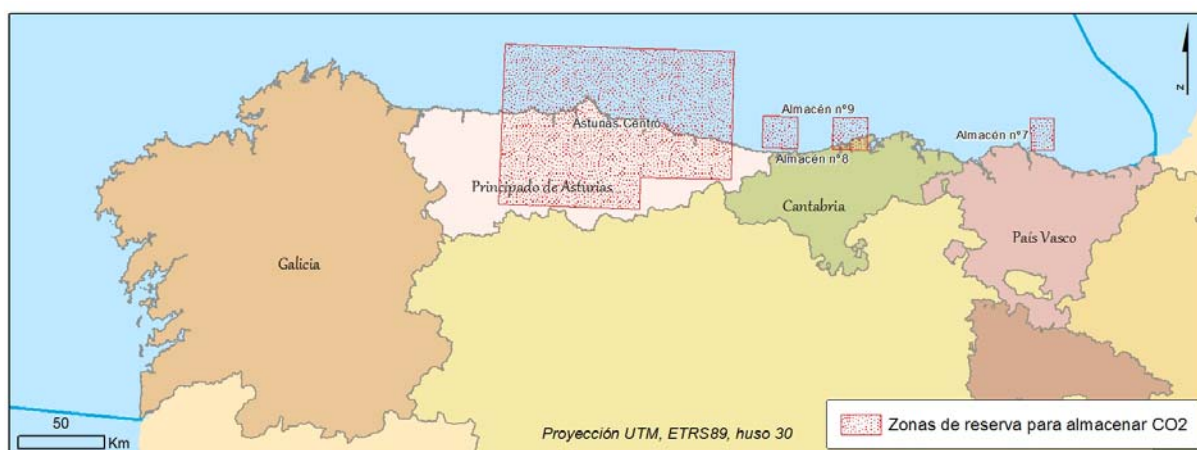 N
Almacén nº9
Asturias Centro
Almacén nº7
Almacén nº8
Principado de Asturias
Cantabria
País Vasco
Galicia
50
Km
Proyección UTM, ETRS89, huso 30
Zonas de reserva para almacenar CO2